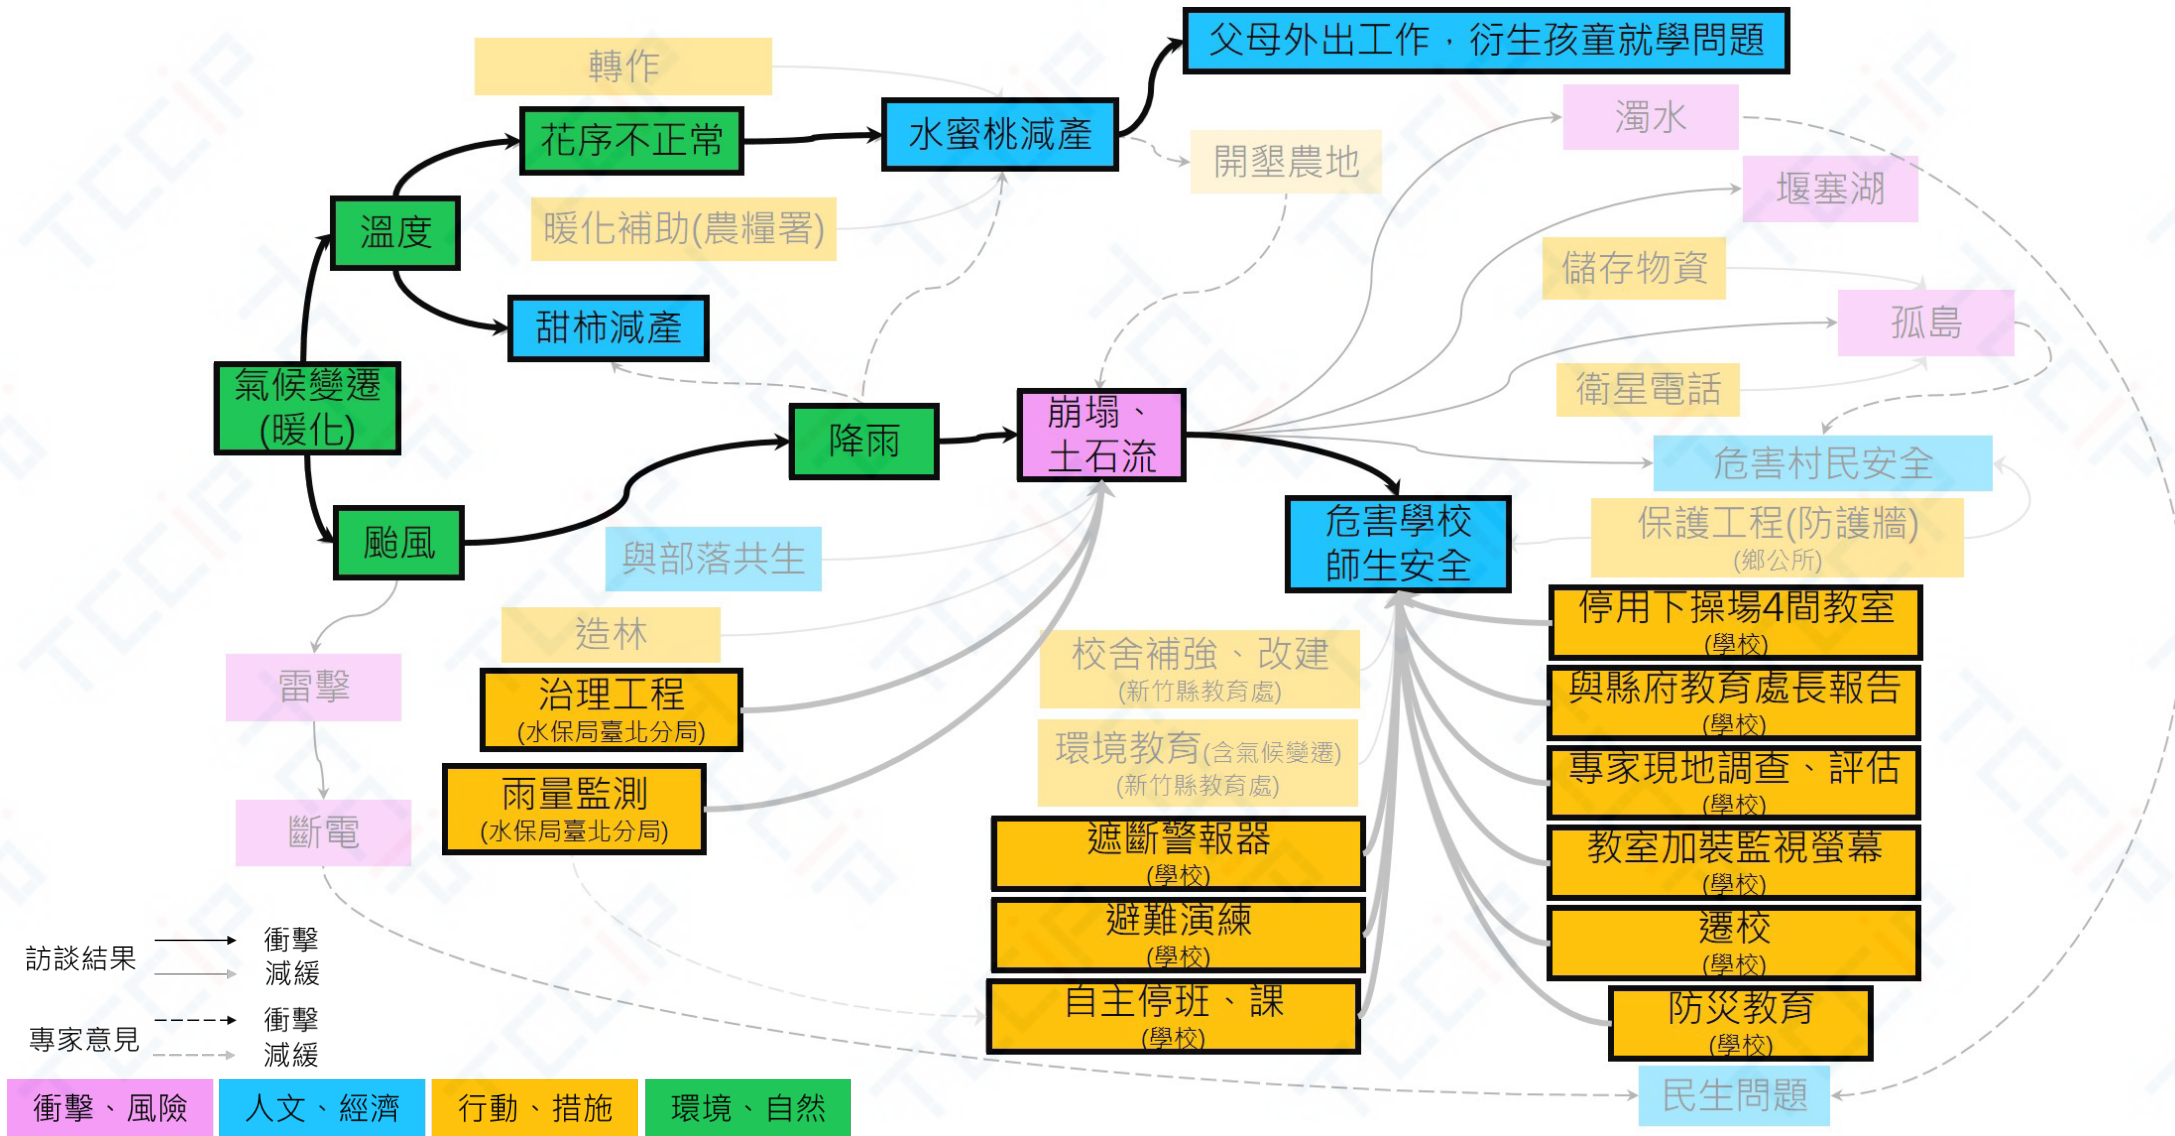 父母外出工作，衍生孩童就學問題
轉作
花序不正常
水蜜桃減產
濁水
開墾農地
堰塞湖
溫度
暖化補助(農糧署)
儲存物資
甜柿減產
孤島
氣候變遷
(暖化)
衛星電話
降雨
崩塌、
土石流
危害村民安全
颱風
與部落共生
危害學校
師生安全
保護工程(防護牆)
(鄉公所)
造林
停用下操場4間教室
(學校)
雷擊
治理工程
(水保局臺北分局)
校舍補強、改建
(新竹縣教育處)
與縣府教育處長報告
(學校)
環境教育(含氣候變遷)
(新竹縣教育處)
專家現地調查、評估
(學校)
斷電
雨量監測
(水保局臺北分局)
遮斷警報器
(學校)
教室加裝監視螢幕
(學校)
避難演練
(學校)
遷校
(學校)
自主停班、課
(學校)
防災教育
(學校)
民生問題
訪談結果
衝擊
減緩
專家意見
衝擊
減緩
衝擊、風險
人文、經濟
行動、措施
環境、自然
TCCIP